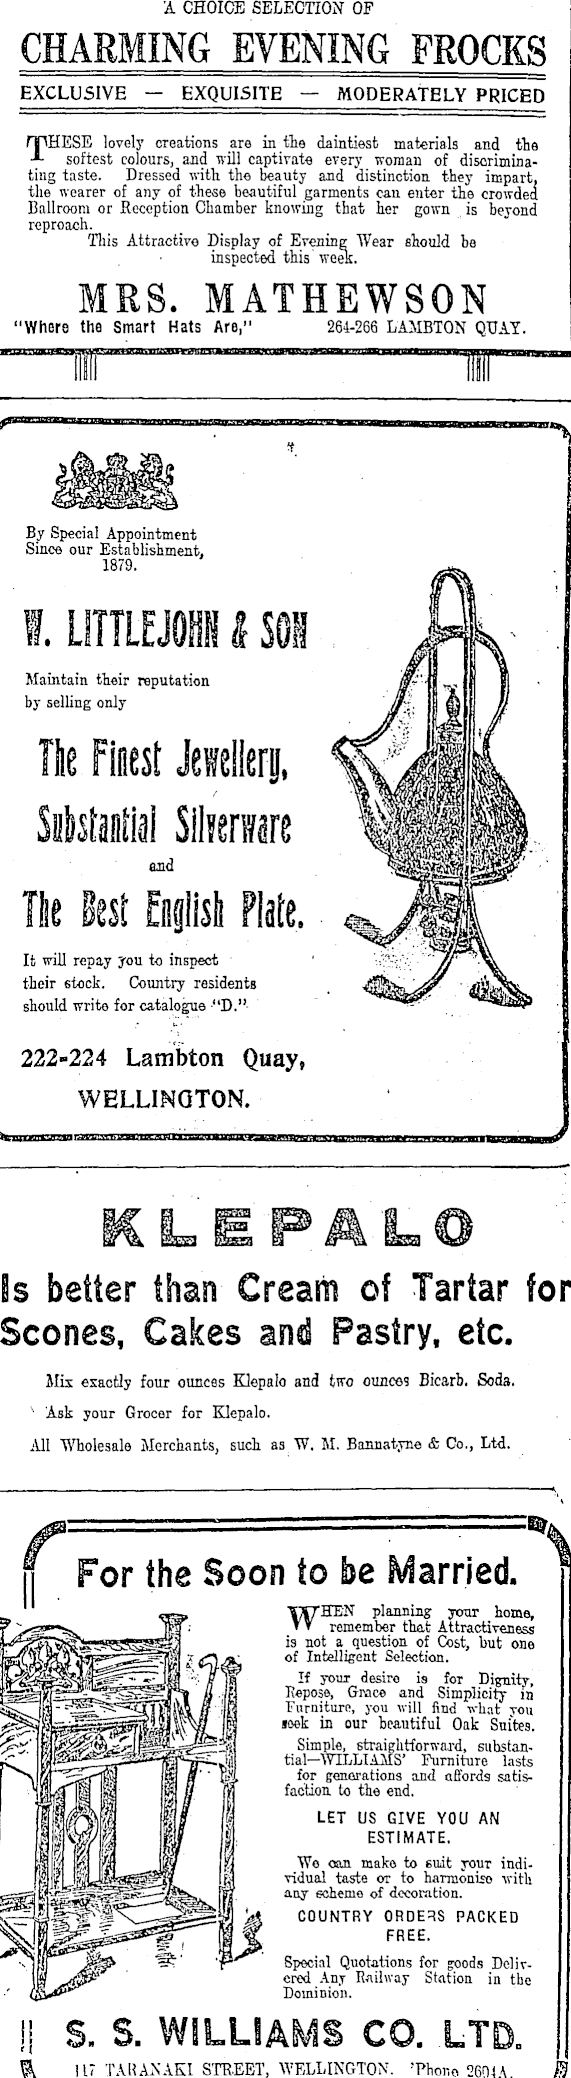 A CHOICE SELECTION OF
CHARMING EVENING FROCKS
EXCLUSIVE — EXQUISITE — MODERATELY PRICED
THESE lovely creations are in the daintiest materials and the
softest colours, and will captivate every woman of discrimina-
ting taste. Dressed with the beauty and distinction they impart,
the wearer of any of these beautiful garments can enter the crowded
Ballroom or Reception Chamber knowing that her gown is beyond
reproach.
This Attractive Display of Evening Wear should be
inspected this week.
MRS. MATHEWSON
"Where the Smart Hats Are," 264-266 LAMBTON QUAY.
By Special Appointment
Since our Establishment,
1879.
W. LITTLEJOHN & SON
Maintain their reputation
by selling only
The Finest Jewellery,
Substantial Silverware
and
The Best English Plate.
It will repay you to inspect
their stock. Country residents
should write for catalogue "D."
222-224 Lambton Quay,
WELLINGTON.
KLEPALO
Is better than Cream of Tartar for
Scones, Cakes and Pastry, etc.
Mix exactly four ounces Klepalo and two ounces Bicarb. Soda.
Ask your Grocer for Klepalo.
All Wholesale Merchants, such as W. M. Bannatyne & Co., Ltd.
For the Soon to be Married.
WHEN planning your home,
remember that Attractiveness
is not a question of Cost, but one
of Intelligent Selection.
If your desire is for Dignity,
Repose, Grace and Simplicity in
Furniture, you will find what you
seek in our beautiful Oak Suites.
Simple, straightforward, substan-
tial—WILLIAMS' Furniture lasts
for generations and affords satis-
faction to the end.
LET US GIVE YOU AN
ESTIMATE.
We can make to suit your indi-
vidual taste or to harmonise with
any scheme of decoration.
COUNTRY ORDERS PACKED
FREE.
Special Quotations for goods Deliv-
ered Any Railway Station in the
Dominion.
S. S. WILLIAMS CO. LTD.
117 TARANAKI STREET, WELLINGTON. 'Phone 2604A.